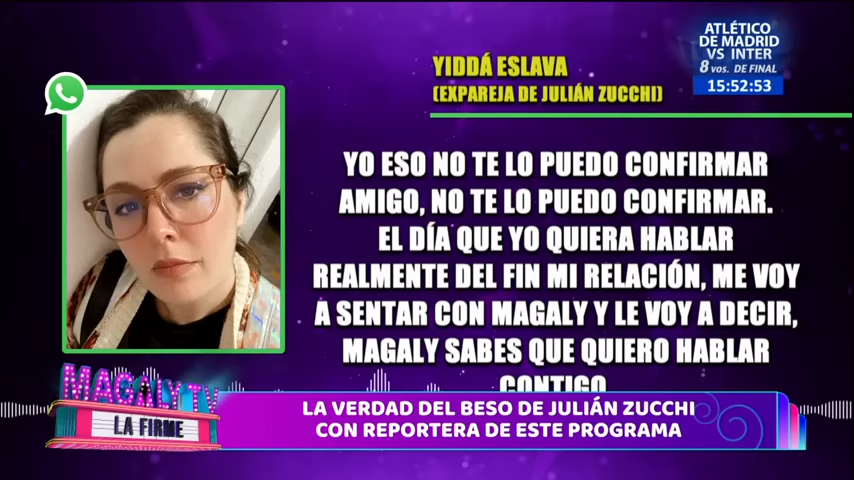 ATLÉTICO
DE MADRID
VS INTER
8 vos. DE FINAL
15:52:53
YIDDÁ ESLAVA
(EXPAREJA DE JULIÁN ZUCCHI)
YO ESO NO TE LO PUEDO CONFIRMAR
AMIGO, NO TE LO PUEDO CONFIRMAR.
EL DÍA QUE YO QUIERA HABLAR
REALMENTE DEL FIN MI RELACIÓN, ME VOY
A SENTAR CON MAGALY Y LE VOY A DECIR,
MAGALY SABES QUE QUIERO HABLAR
CONTIGO
MAGALY TV
LA FIRME
LA VERDAD DEL BESO DE JULIÁN ZUCCHI
CON REPORTERA DE ESTE PROGRAMA